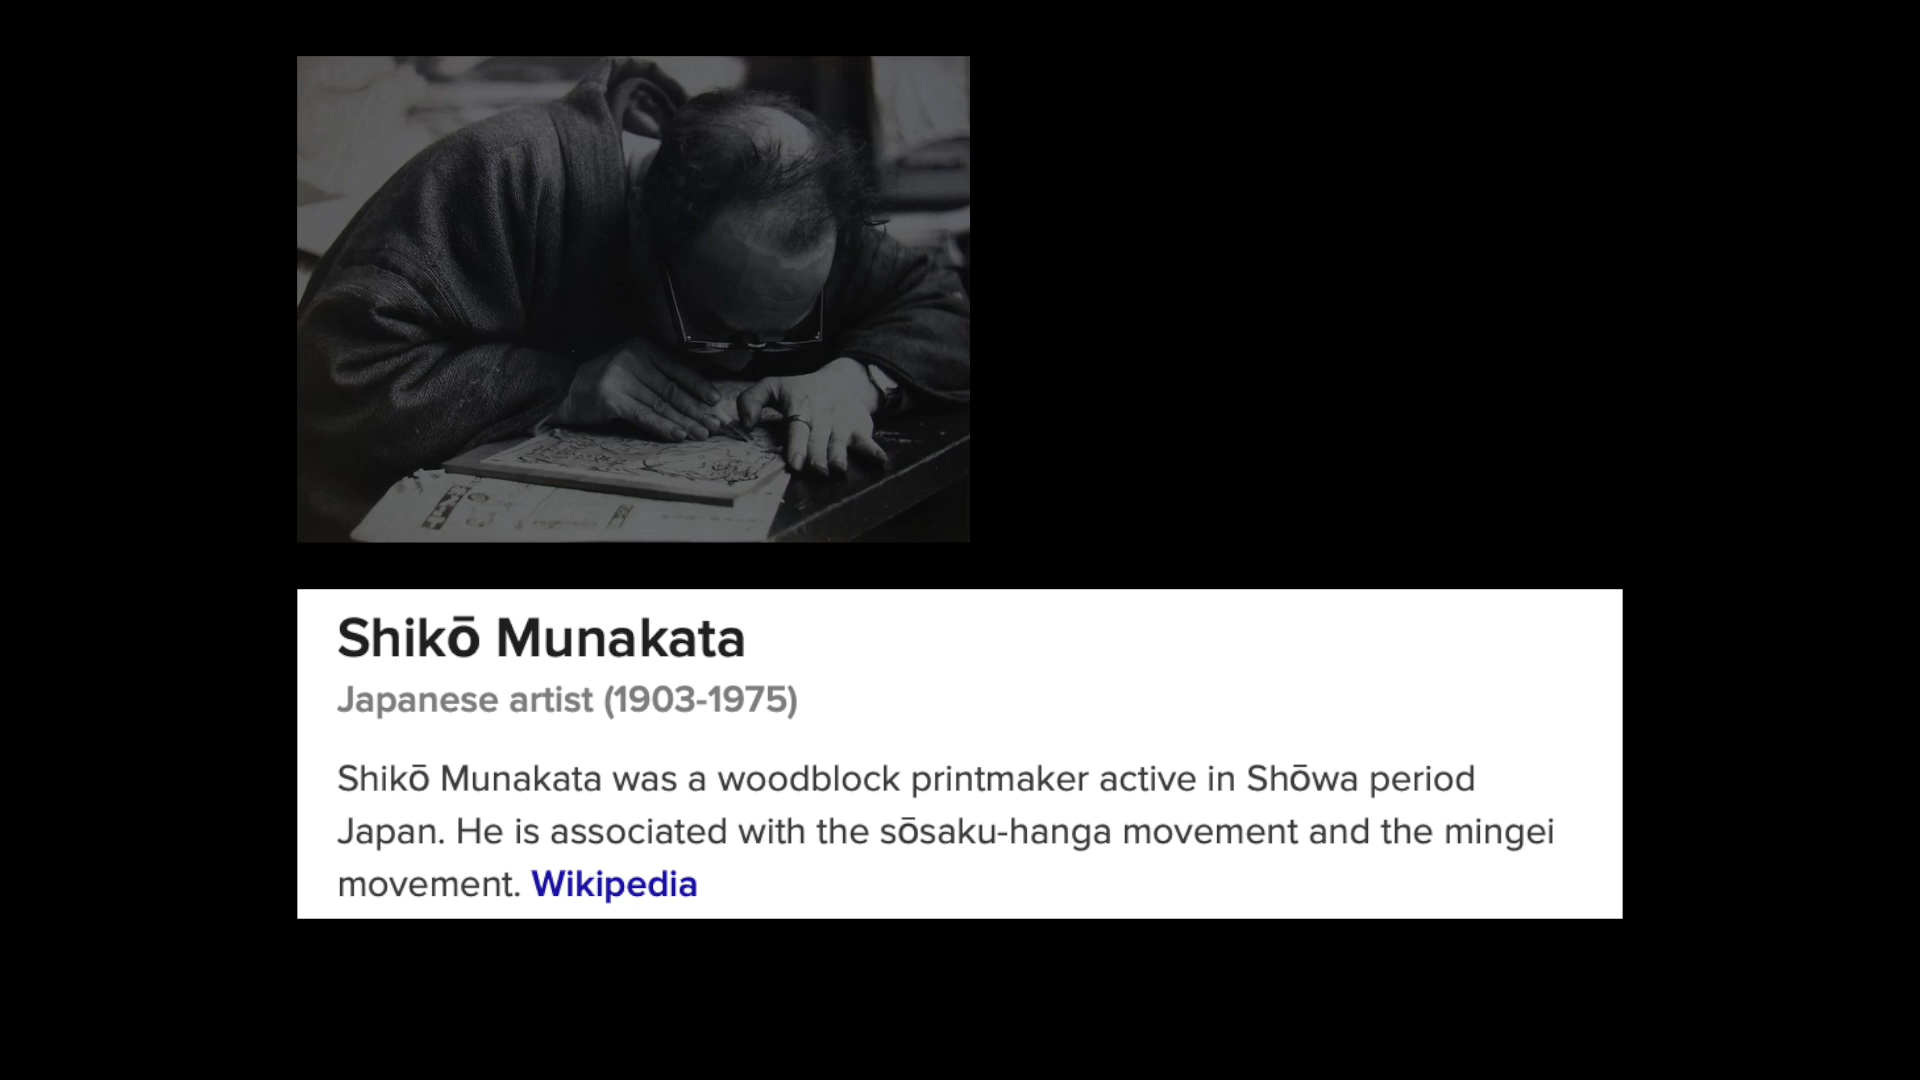 Shikō Munakata
Japanese artist (1903-1975)
Shikō Munakata was a woodblock printmaker active in Shōwa period
Japan. He is associated with the sōsaku-hanga movement and the mingei
movement. Wikipedia